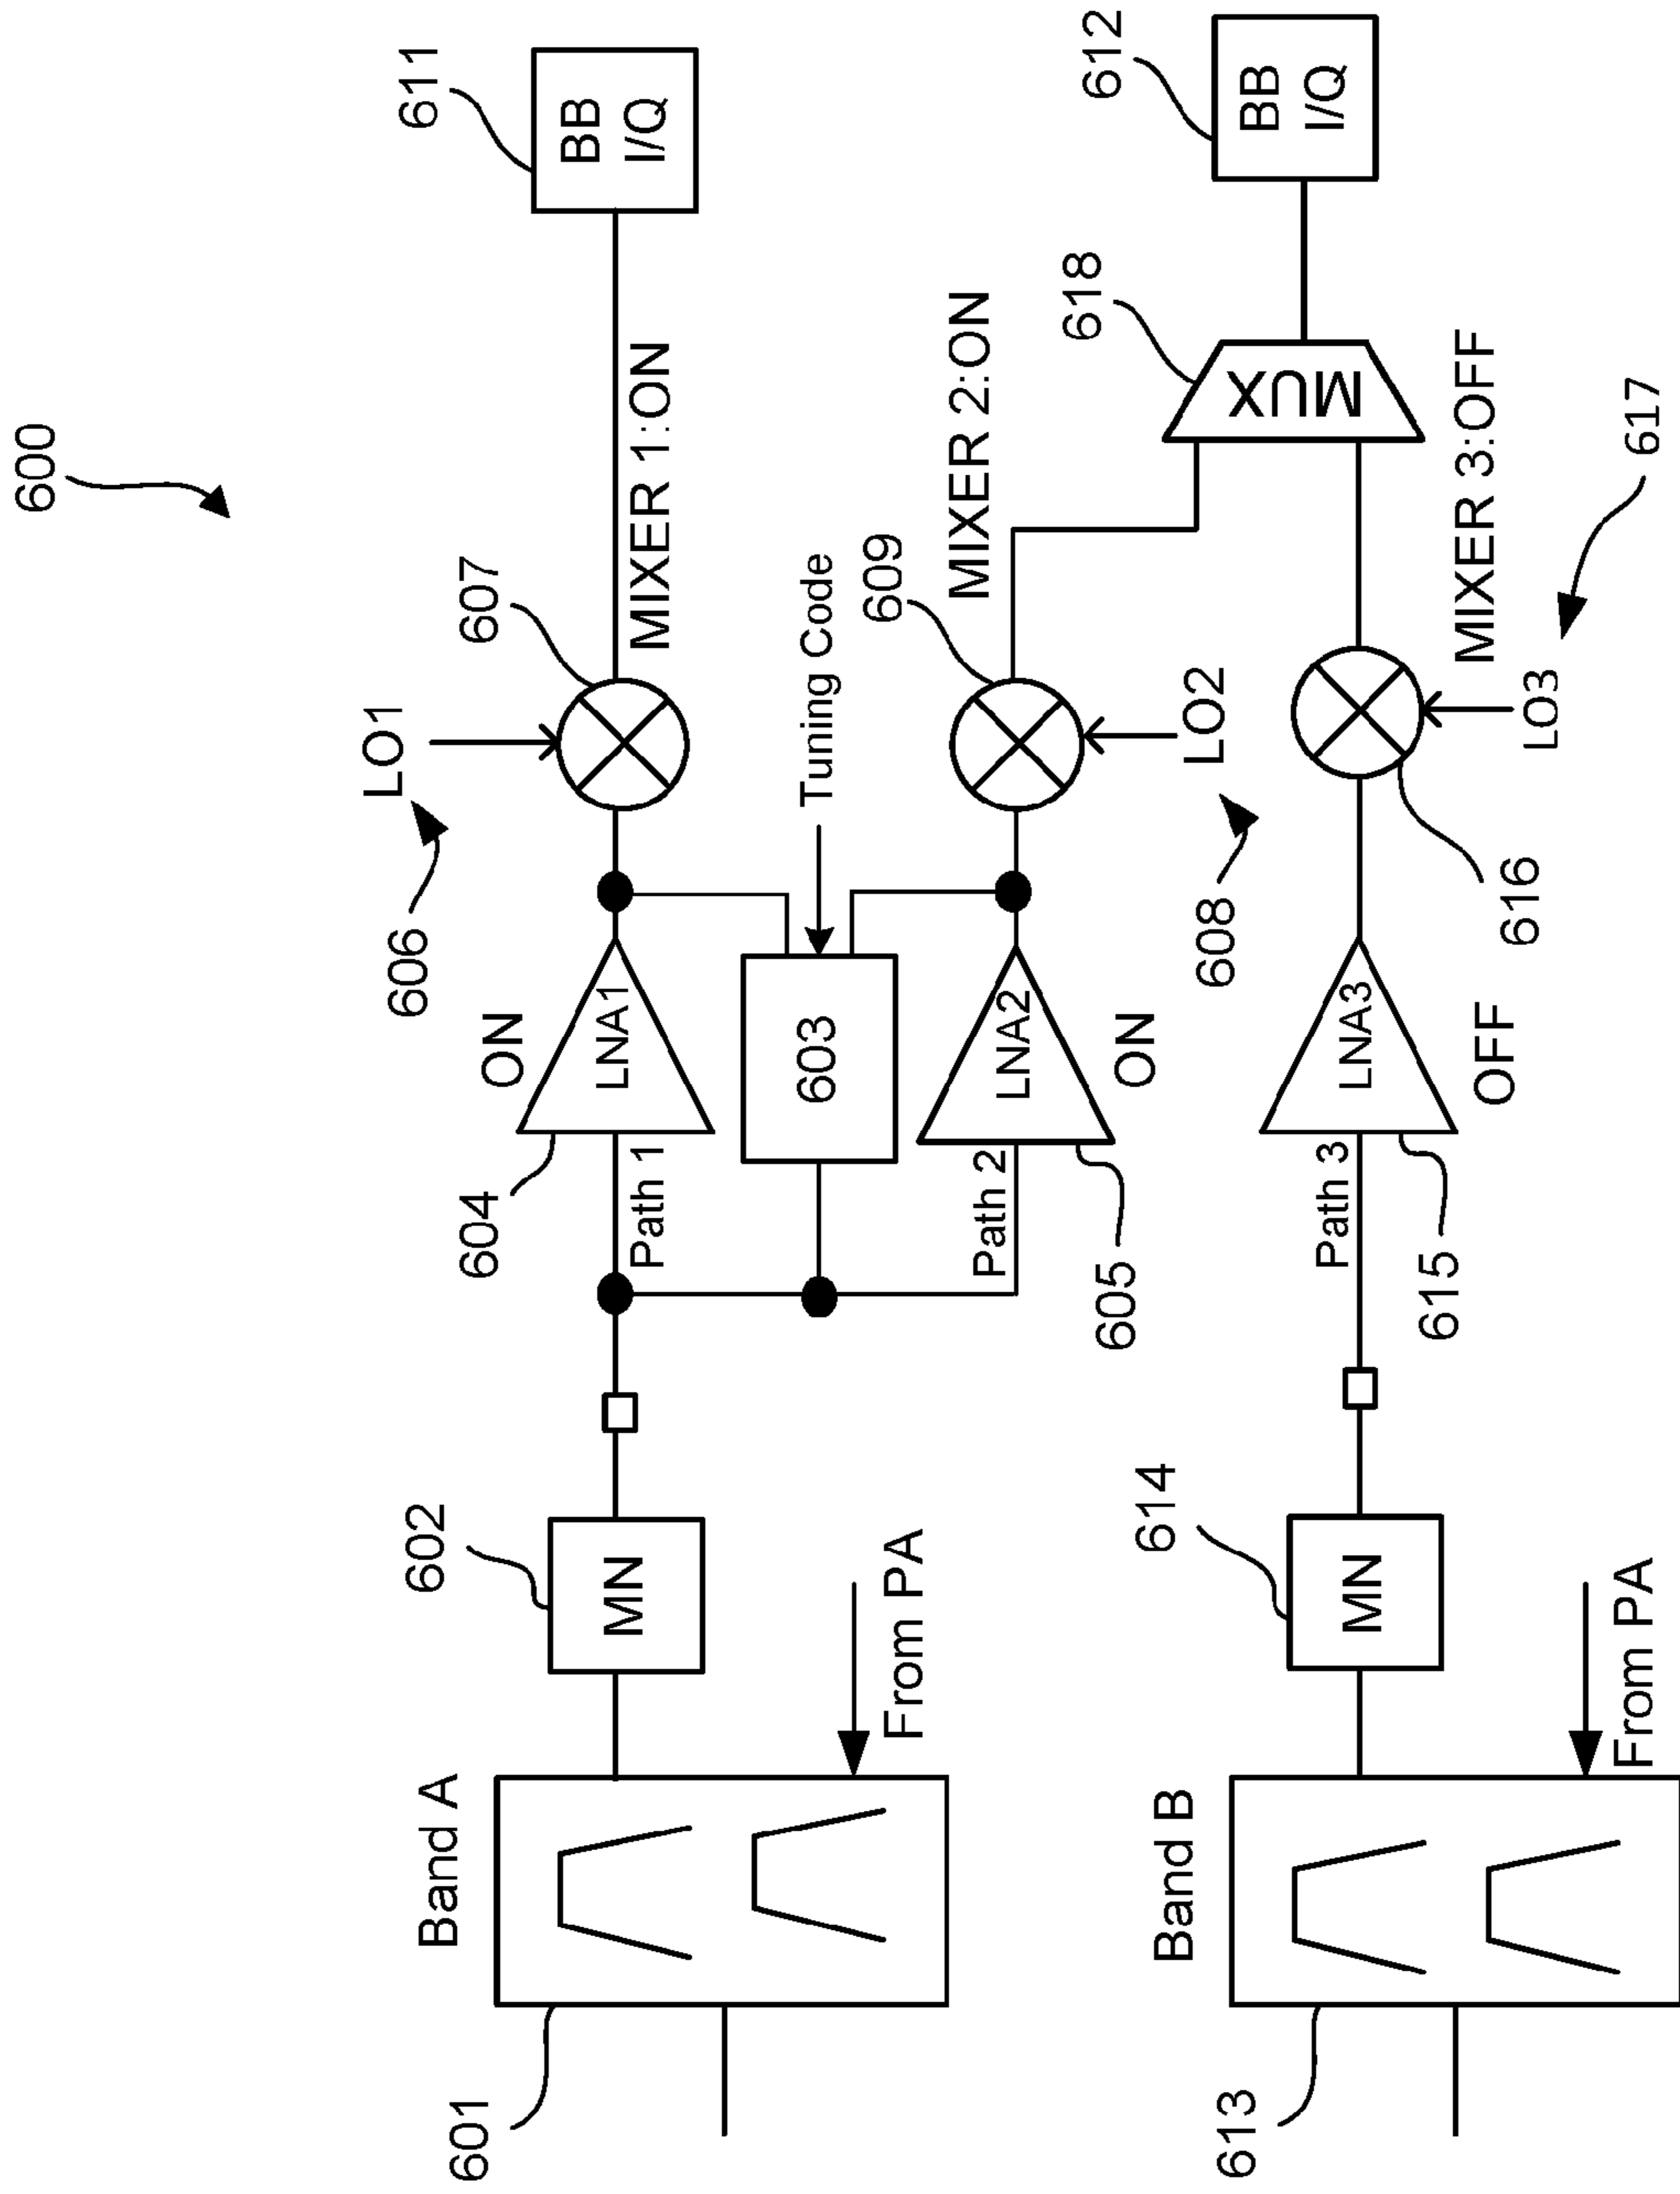 600
611
BB
I/Q
LO1
606
607
MIXER 1:ON
ON
LNA1
604
Path 1
602
MN
Band A
601
From PA
603
Tuning Code
609
MIXER 2:ON
LO2
608
LNA2
ON
Path 2
605
618
MUX
612
BB
I/Q
MIXER 3:OFF
617
LO3
616
LNA3
OFF
Path 3
615
614
MN
Band B
613
From PA